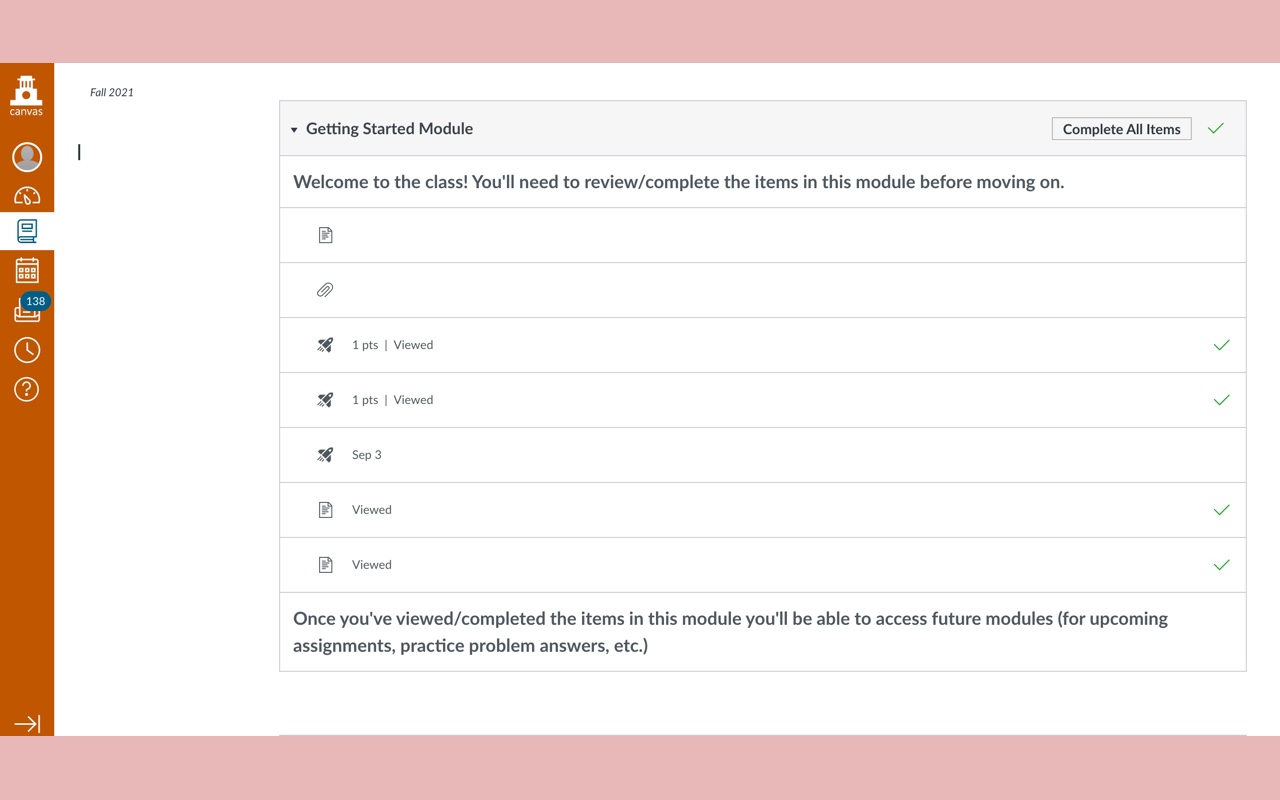 canvas
138
Fall 2021
Getting Started Module
Complete All Items
Welcome to the class! You'll need to review/complete the items in this module before moving on.
1 pts | Viewed
1 pts | Viewed
Sep 3
Viewed
Viewed
Once you've viewed/completed the items in this module you'll be able to access future modules (for upcoming
assignments, practice problem answers, etc.)